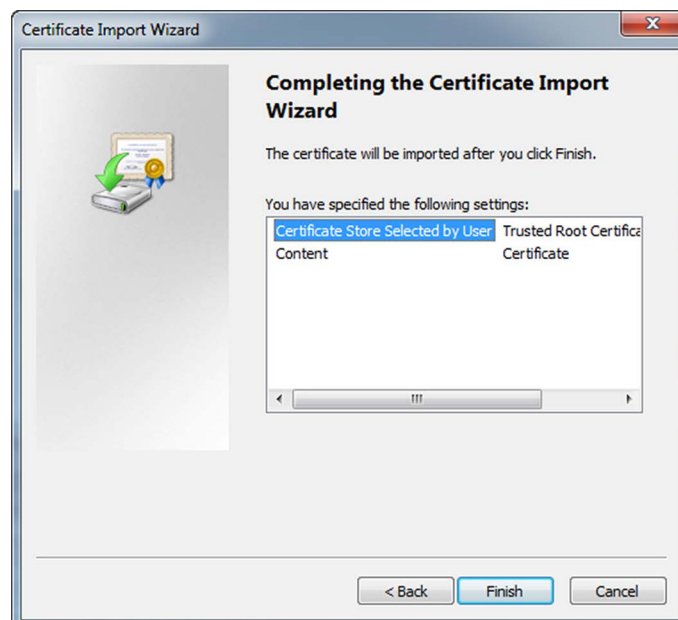 Certificate Import Wizard
Completing the Certificate Import
Wizard
The certificate will be imported after you click Finish.
You have specified the following settings:
Certificate Store Selected by User Trusted Root Certifica
Content Certificate
< Back Finish Cancel